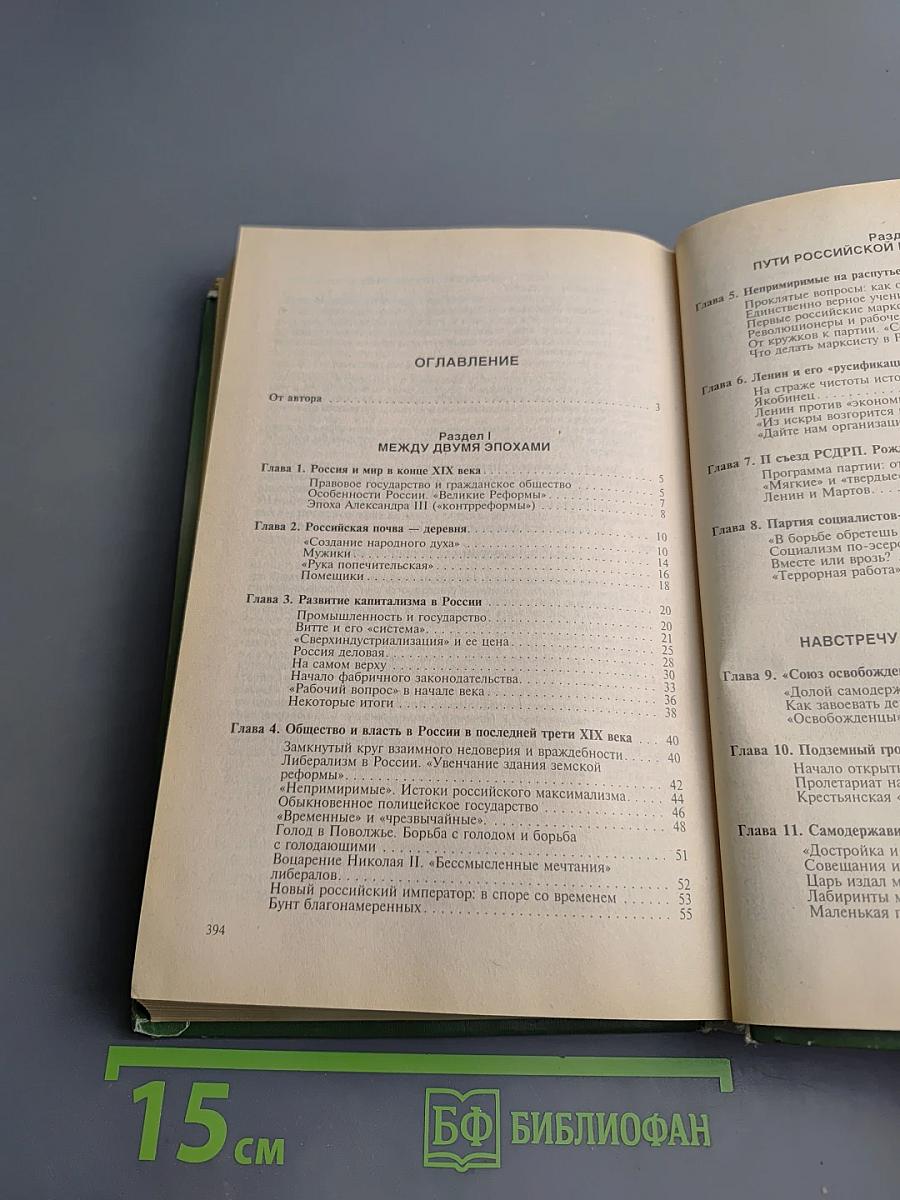 ОГЛАВЛЕНИЕ
От автора . . . . . . . . . . 3
Раздел I
МЕЖДУ ДВУМЯ ЭПОХАМИ
Глава 1. Россия и мир в конце XIX века . . . . . . . . . . 5
Правовое государство и гражданское общество 5
Особенности России. «Великие Реформы» . . . . . . . . . . 7
Эпоха Александра III («контрреформы») . . . . . . . . . . 8
Глава 2. Российская почва — деревня . . . . . . . . . . 10
«Создание народного духа» . . . . . . . . . . 10
Мужики . . . . . . . . . . 14
«Рука попечительская» . . . . . . . . . . 16
Помещики . . . . . . . . . . 18
Глава 3. Развитие капитализма в России . . . . . . . . . . 20
Промышленность и государство . . . . . . . . . . 20
Витте и его «система» . . . . . . . . . . 21
«Сверхиндустриализация» и ее цена . . . . . . . . . . 25
Россия деловая . . . . . . . . . . 28
На самом верху . . . . . . . . . . 30
Начало фабричного законодательства . . . . . . . . . . 33
«Рабочий вопрос» в начале века . . . . . . . . . . 36
Некоторые итоги . . . . . . . . . . 38
Глава 4. Общество и власть в России в последней трети XIX века . . . 40
Замкнутый круг взаимного недоверия и враждебности . . . 40
Либерализм в России. «Увенчание здания земской
реформы» . . . . . . . . . . 42
«Непримиримые». Истоки российского максимализма . . . 44
Обыкновенное полицейское государство . . . . . . . . . . 46
«Временные» и «чрезвычайные» . . . . . . . . . . 48
Голод в Поволжье. Борьба с голодом и борьба
с голодающими . . . . . . . . . . 51
Воцарение Николая II. «Бессмысленные мечтания»
либералов . . . . . . . . . . 52
Новый российский император: в споре со временем . . . . . 53
Бунт благонамеренных . . . . . . . . . . 55
394
Разд
ПУТИ РОССИЙСКОЙ
Глава 5. Непримиримые на распутье
Проклятые вопросы: как с
Единственно верное учени
Первые российские маркс
Революционеры и рабоче
От кружков к партии. «С
Что делать марксисту в Р
Глава 6. Ленин и его «русификац
На страже чистоты исто
Якобинец . . . . . . .
Ленин против «эконом
«Из искры возгорится
«Дайте нам организац
Глава 7. II съезд РСДРП. Рож
Программа партии: о
«Мягкие» и «твердые»
Ленин и Мартов . . .
Глава 8. Партия социалистов-
«В борьбе обретешь
Социализм по-эсер
Вместе или врозь?
«Террорная работа»
НАВСТРЕЧУ
Глава 9. «Союз освобожде
«Долой самодерж
Как завоевать де
«Освобожденцы»
Глава 10. Подземный гро
Начало открыт
Пролетариат на
Крестьянская «
Глава 11. Самодержави
«Достройка и
Совещания и
Царь издал м
Лабиринты м
Маленькая п
15 см
БФ БИБЛИОФАН